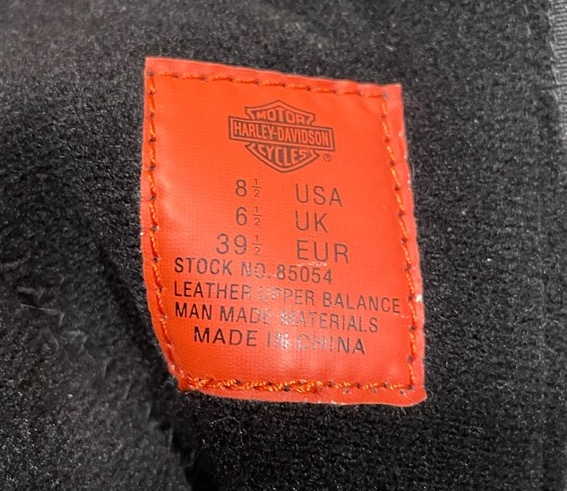 MOTOR
HARLEY-DAVIDSON
CYCLES®
8½ USA
6½ UK
39½ EUR
STOCK NO. 85054
LEATHER UPPER BALANCE
MAN MADE MATERIALS
MADE IN CHINA